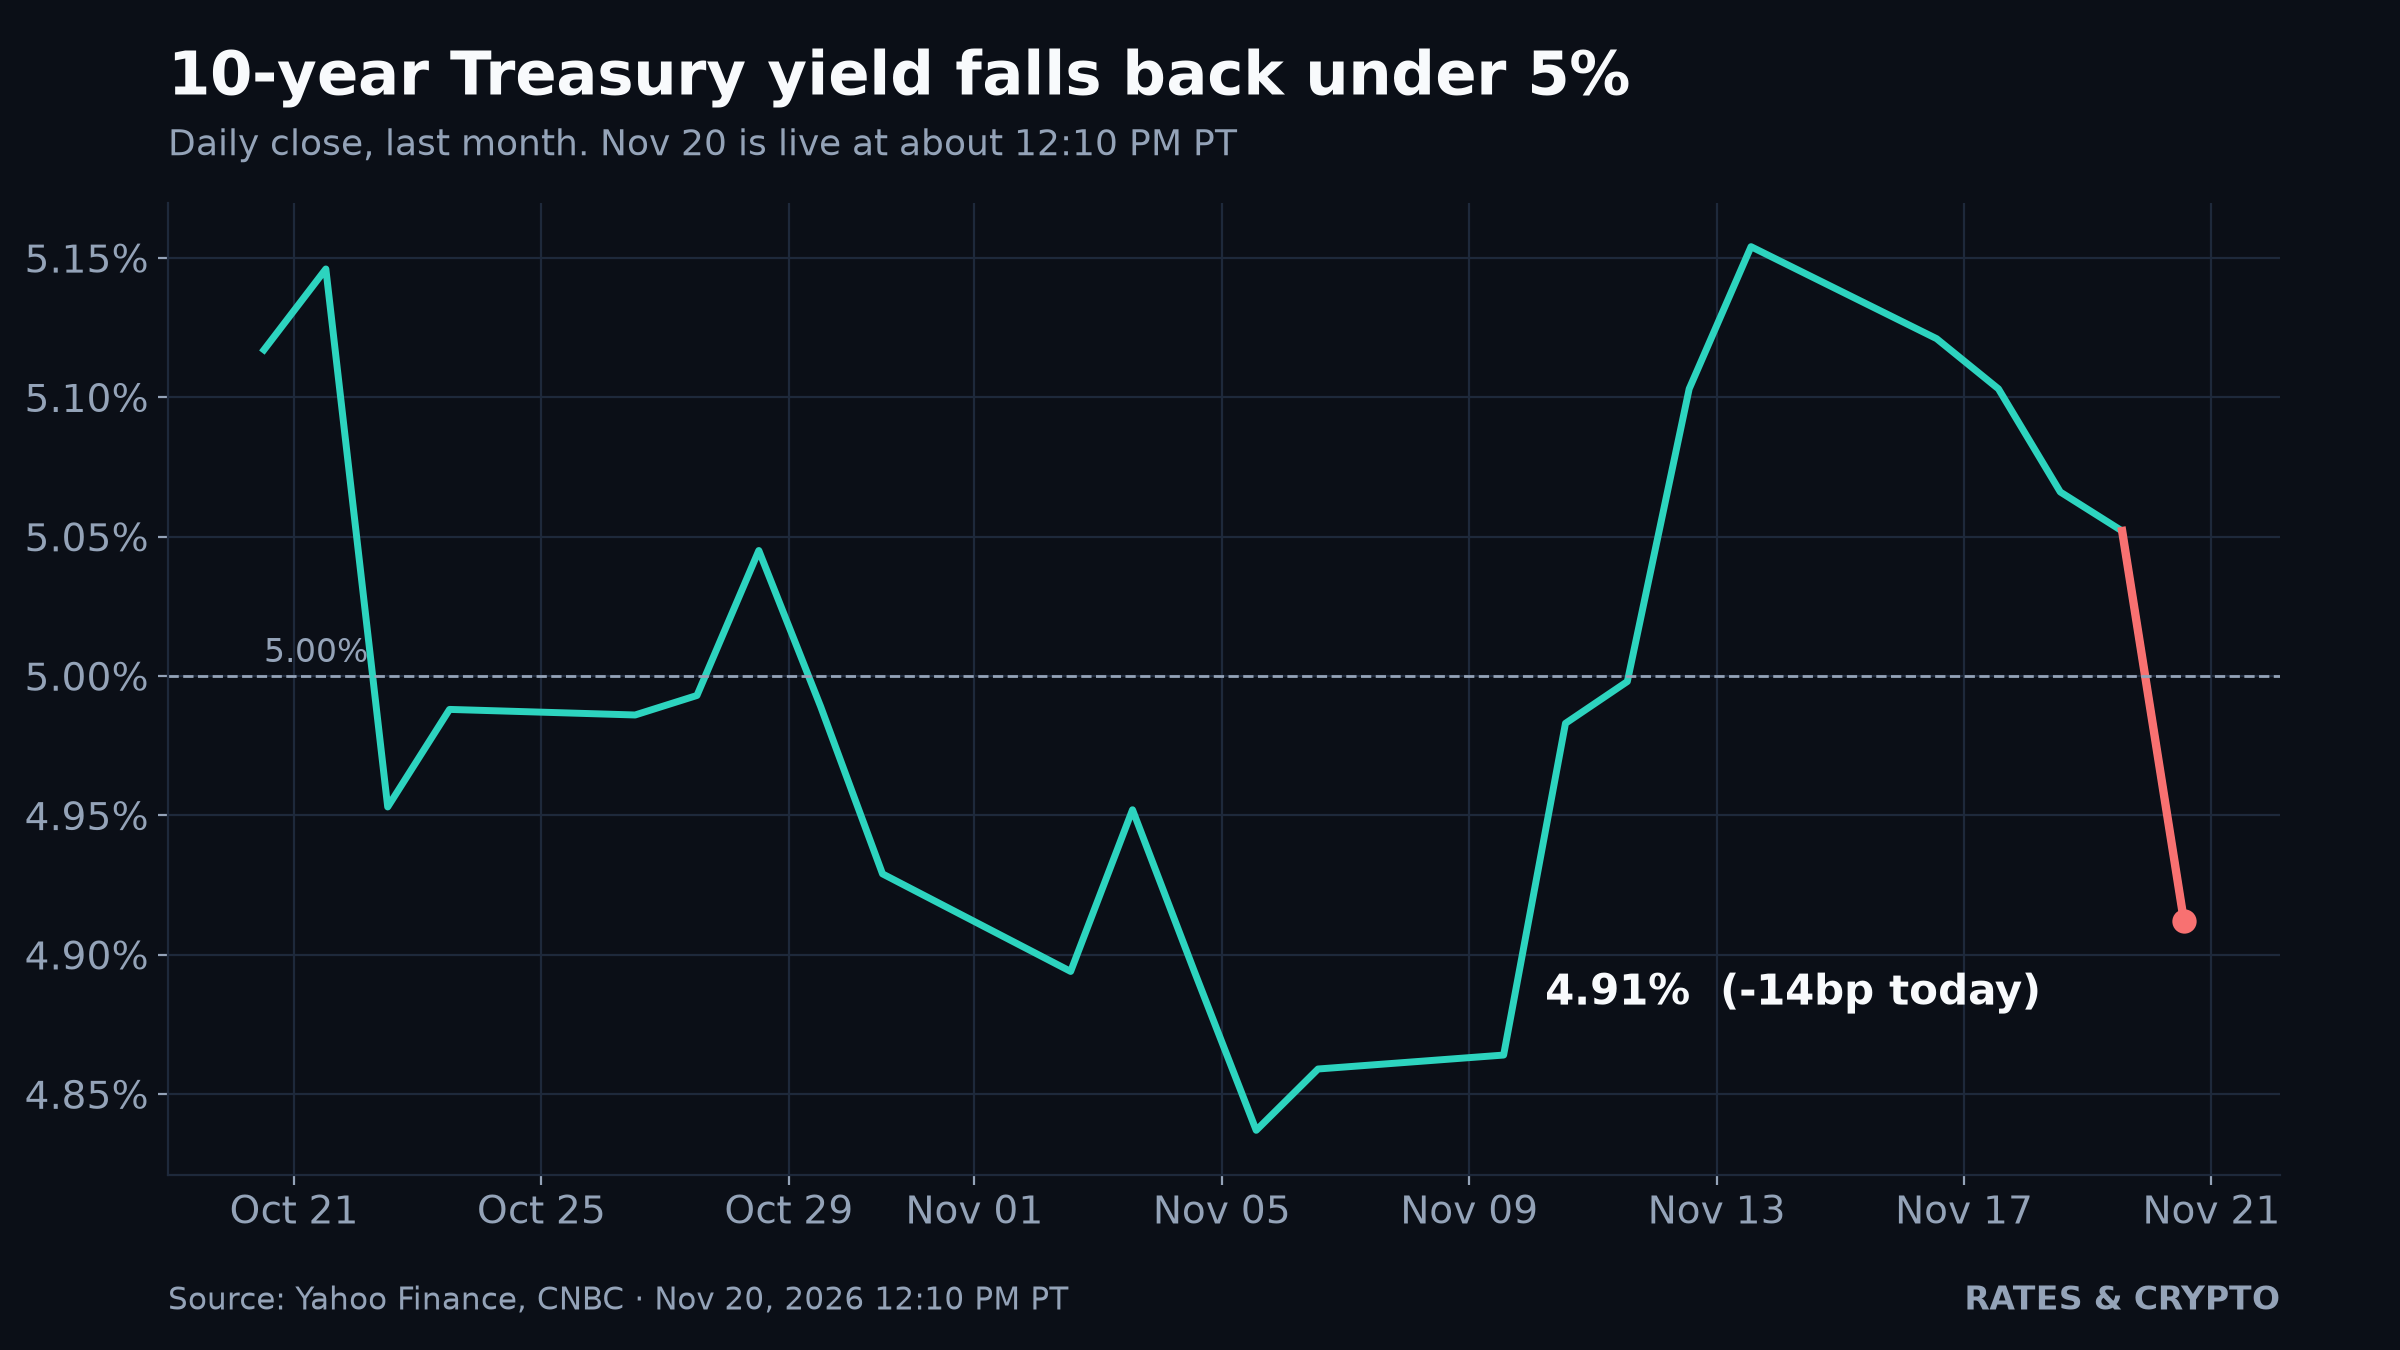 10-year Treasury yield falls back under 5%
Daily close, last month. Nov 20 is live at about 12:10 PM PT
5.15%
5.10%
5.05%
5.00%
5.00%
4.95%
4.90%
4.91%  (-14bp today)
4.85%
Oct 21 Oct 25 Oct 29 Nov 01 Nov 05 Nov 09 Nov 13 Nov 17 Nov 21
Source: Yahoo Finance, CNBC · Nov 20, 2026 12:10 PM PT
RATES & CRYPTO